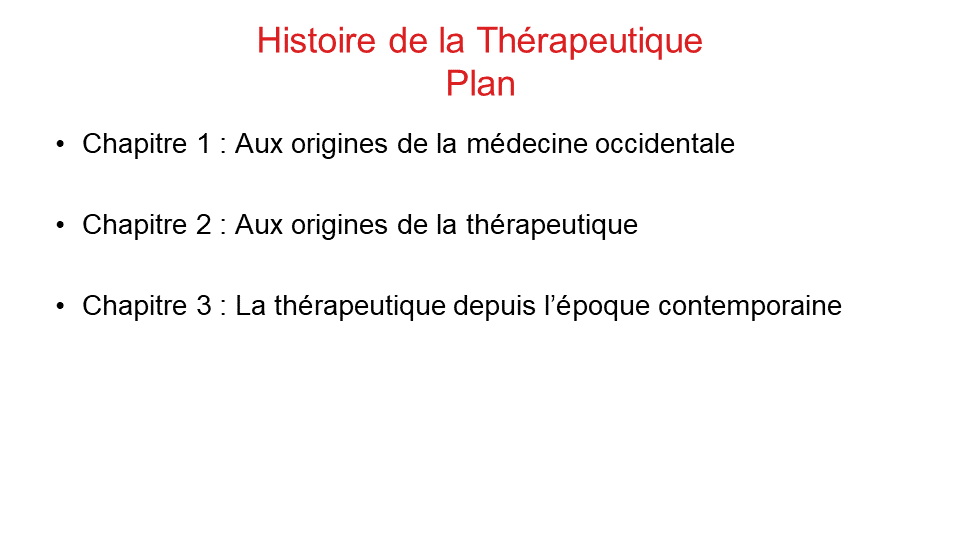 Histoire de la Thérapeutique
Plan
• Chapitre 1 : Aux origines de la médecine occidentale
• Chapitre 2 : Aux origines de la thérapeutique
• Chapitre 3 : La thérapeutique depuis l’époque contemporaine